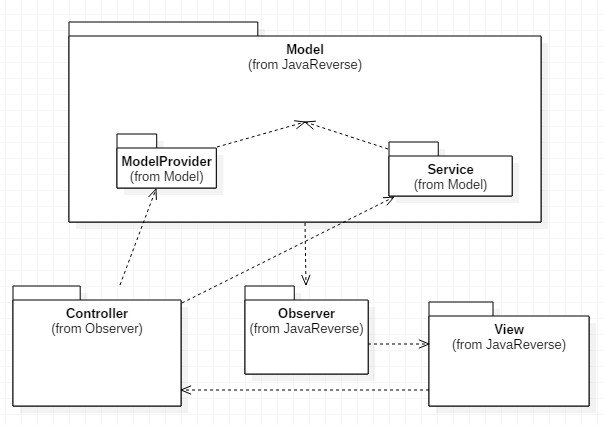 Model
(from JavaReverse)
ModelProvider
(from Model)
Service
(from Model)
Controller
(from Observer)
Observer
(from JavaReverse)
View
(from JavaReverse)